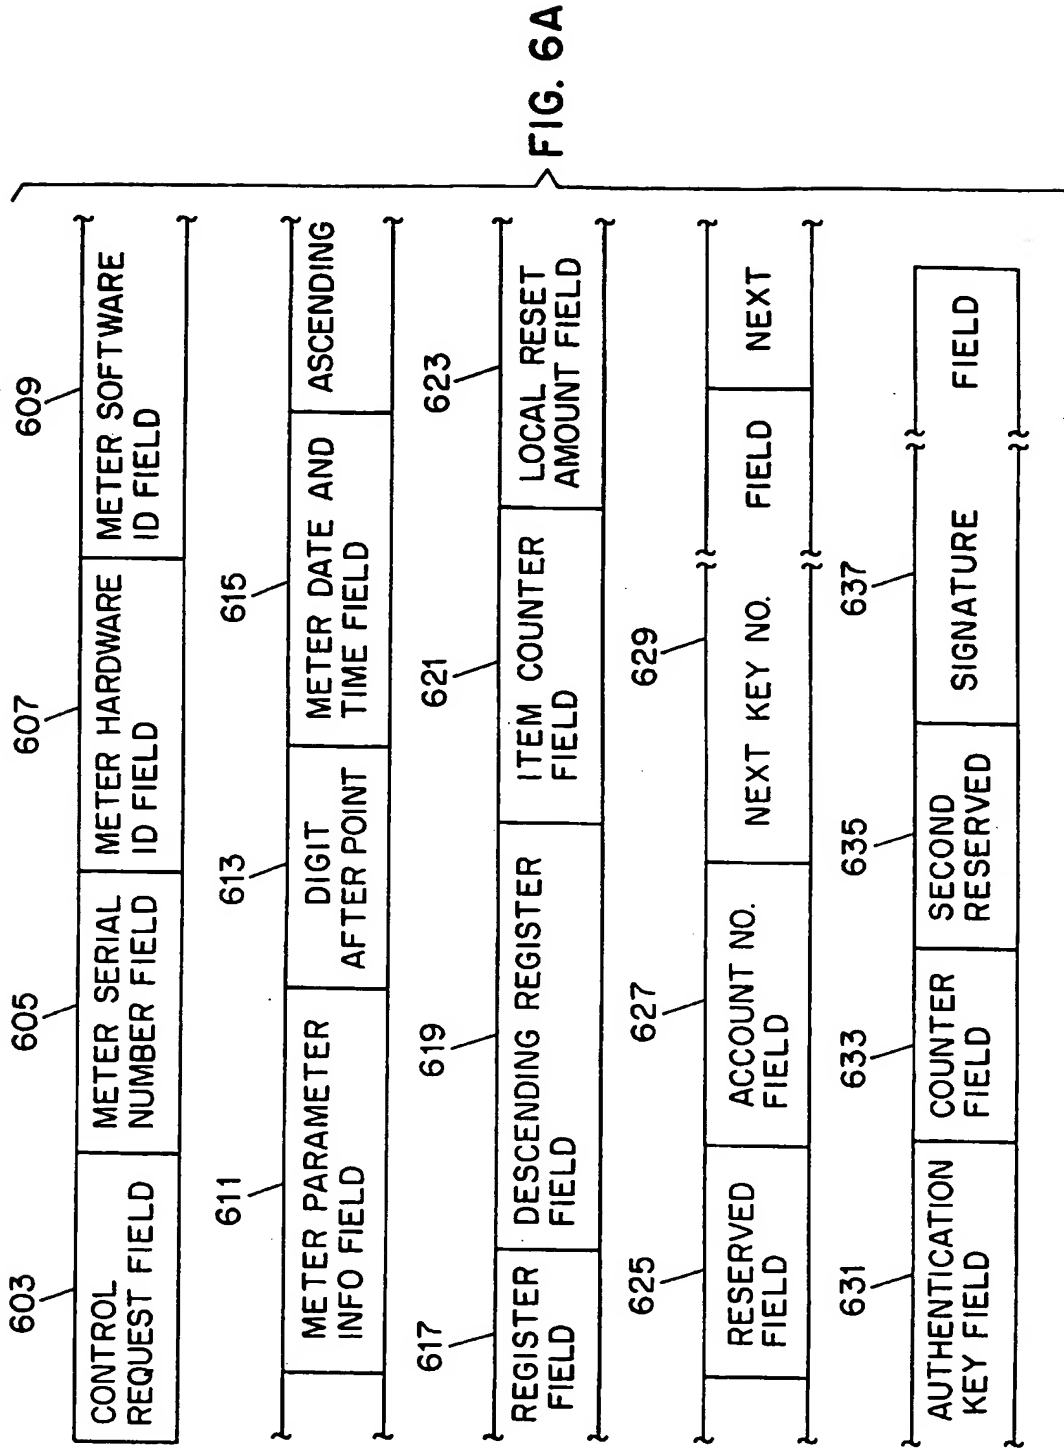 603
605
607
609
CONTROL
REQUEST FIELD
METER SERIAL
NUMBER FIELD
METER HARDWARE
ID FIELD
METER SOFTWARE
ID FIELD
611
613
615
METER PARAMETER
INFO FIELD
DIGIT
AFTER POINT
METER DATE AND
TIME FIELD
ASCENDING
617
619
621
623
REGISTER
FIELD
DESCENDING REGISTER
FIELD
ITEM COUNTER
FIELD
LOCAL RESET
AMOUNT FIELD
625
627
629
RESERVED
FIELD
ACCOUNT NO.
FIELD
NEXT KEY NO. FIELD
NEXT
631
633
635
637
AUTHENTICATION
KEY FIELD
COUNTER
FIELD
SECOND
RESERVED
SIGNATURE FIELD
FIG. 6A